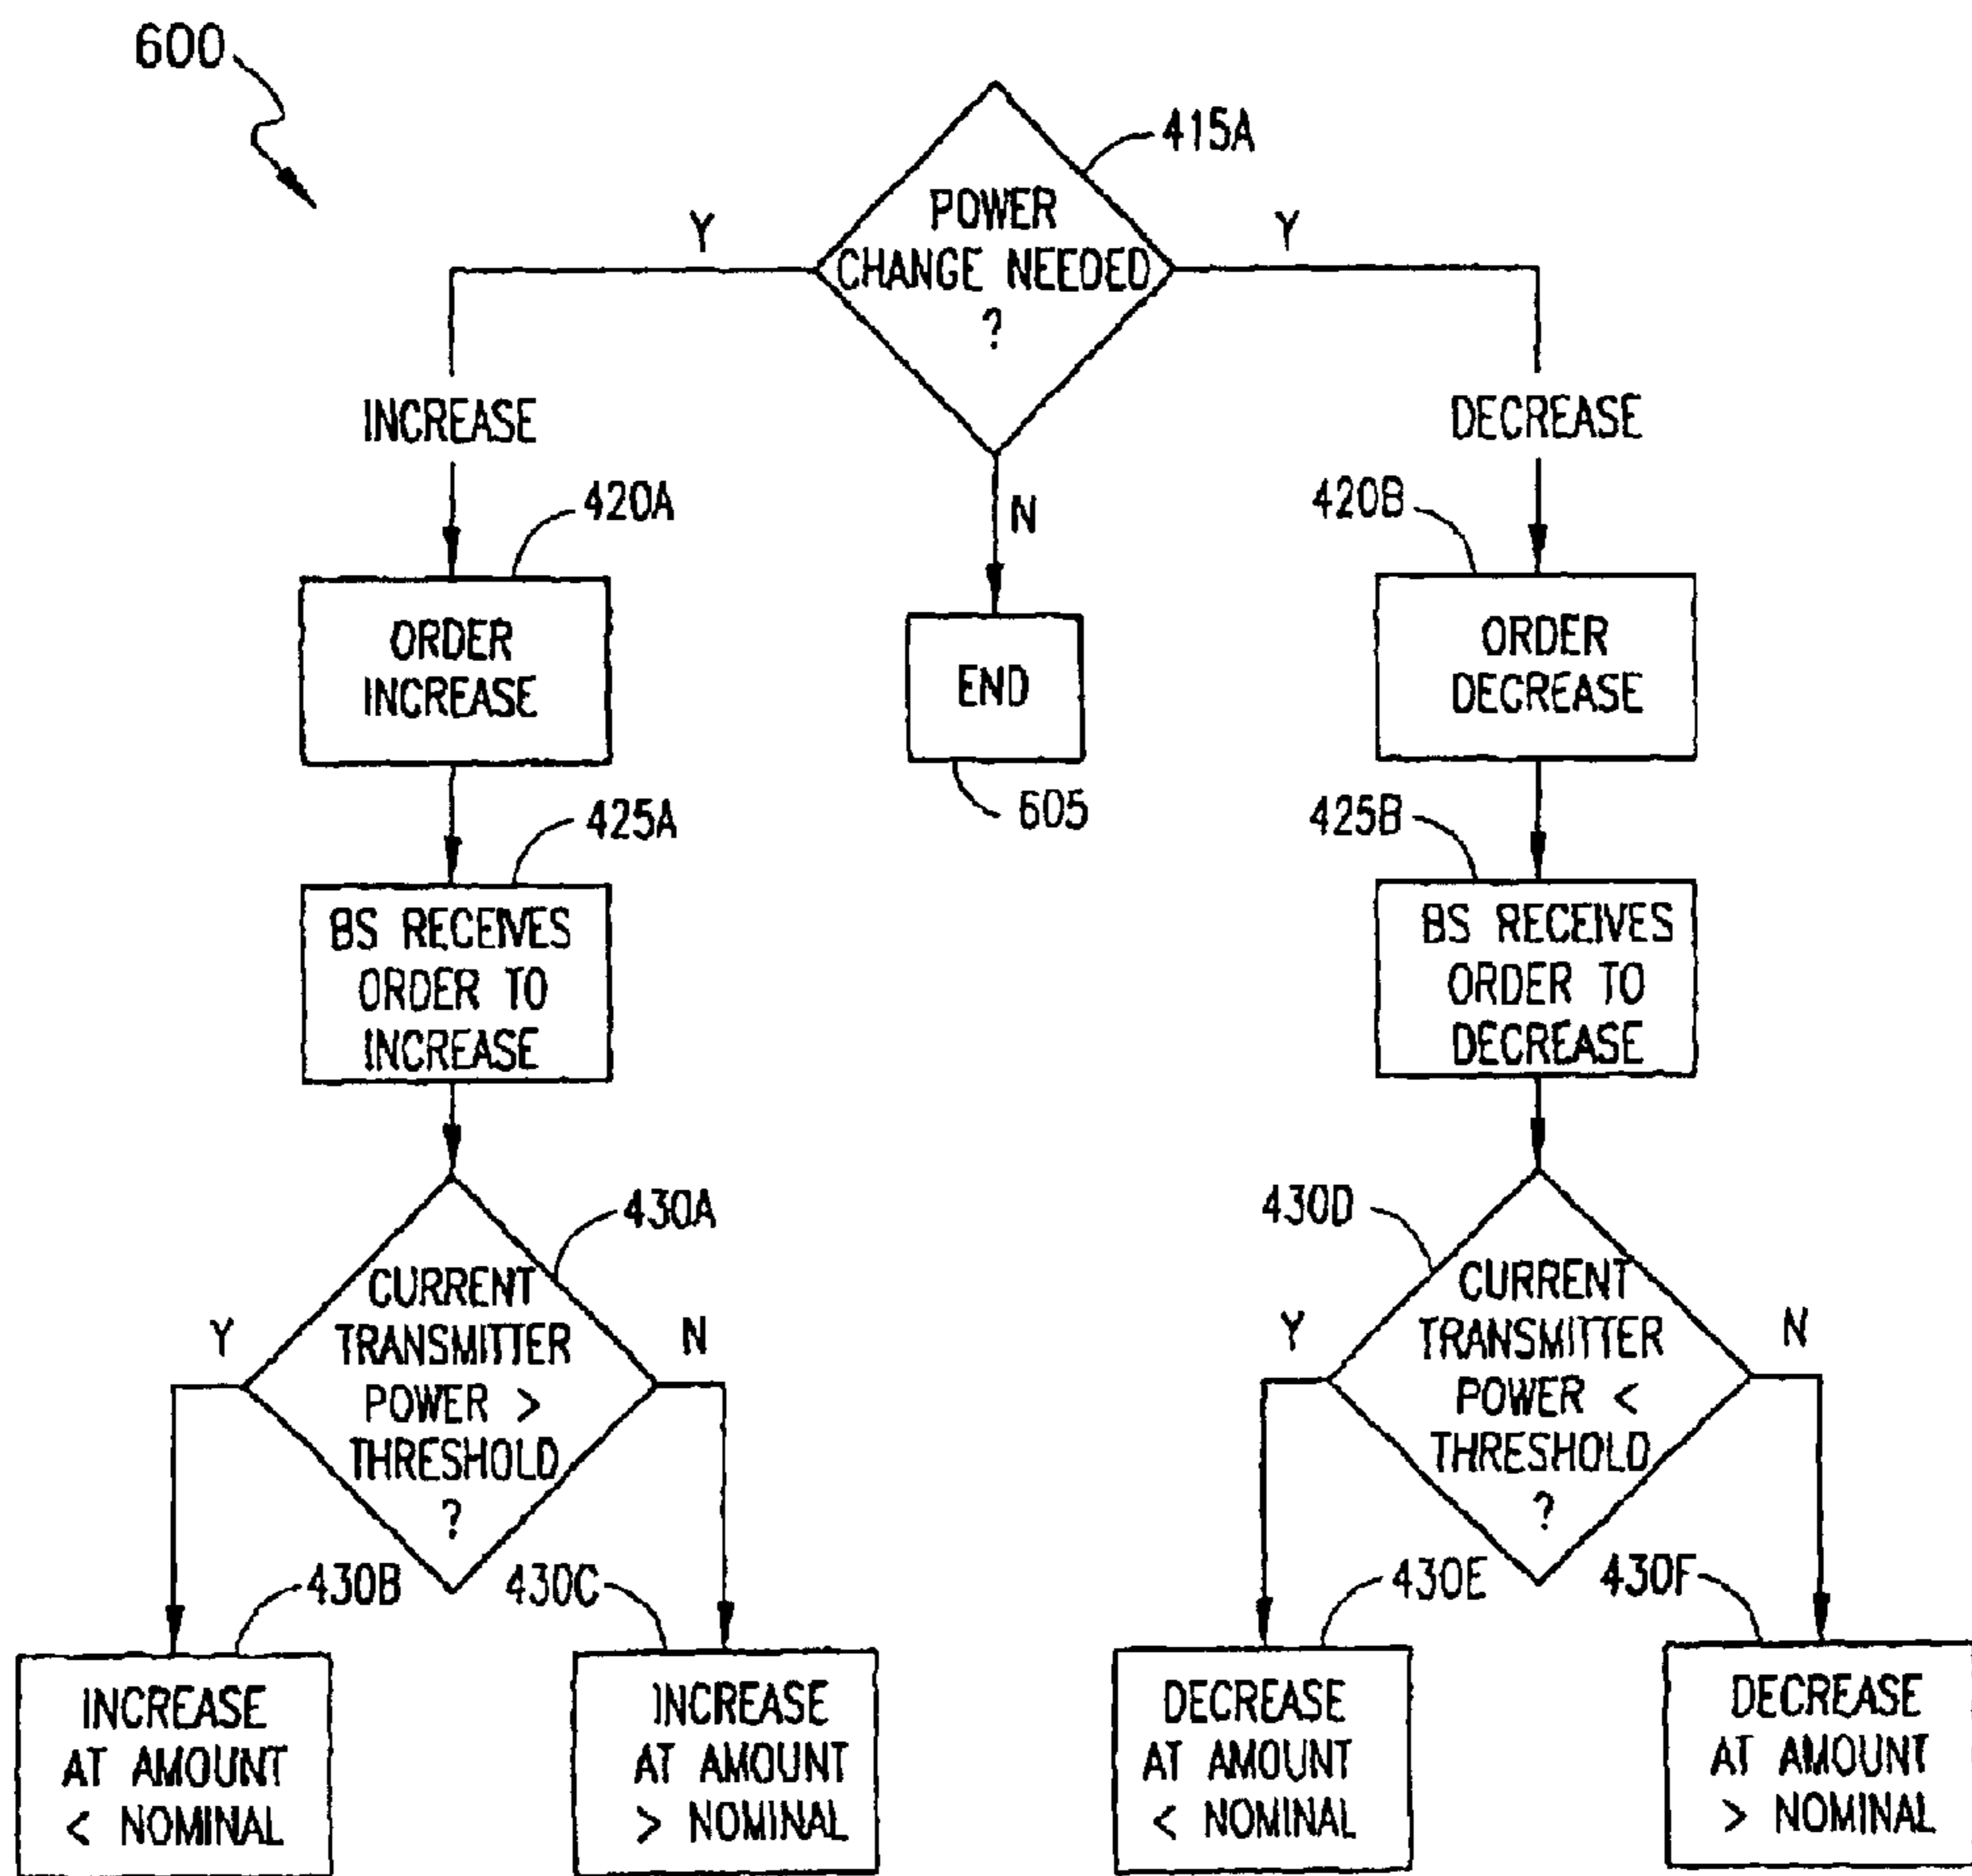 600
415A
POWER
CHANGE NEEDED
?
Y
Y
INCREASE
DECREASE
N
420A
420B
ORDER
INCREASE
END
ORDER
DECREASE
605
425A
425B
BS RECEIVES
ORDER TO
INCREASE
BS RECEIVES
ORDER TO
DECREASE
430A
430D
CURRENT
TRANSMITTER
POWER >
THRESHOLD
?
Y
N
CURRENT
TRANSMITTER
POWER <
THRESHOLD
?
Y
N
430B
430C
430E
430F
INCREASE
AT AMOUNT
< NOMINAL
INCREASE
AT AMOUNT
> NOMINAL
DECREASE
AT AMOUNT
< NOMINAL
DECREASE
AT AMOUNT
> NOMINAL